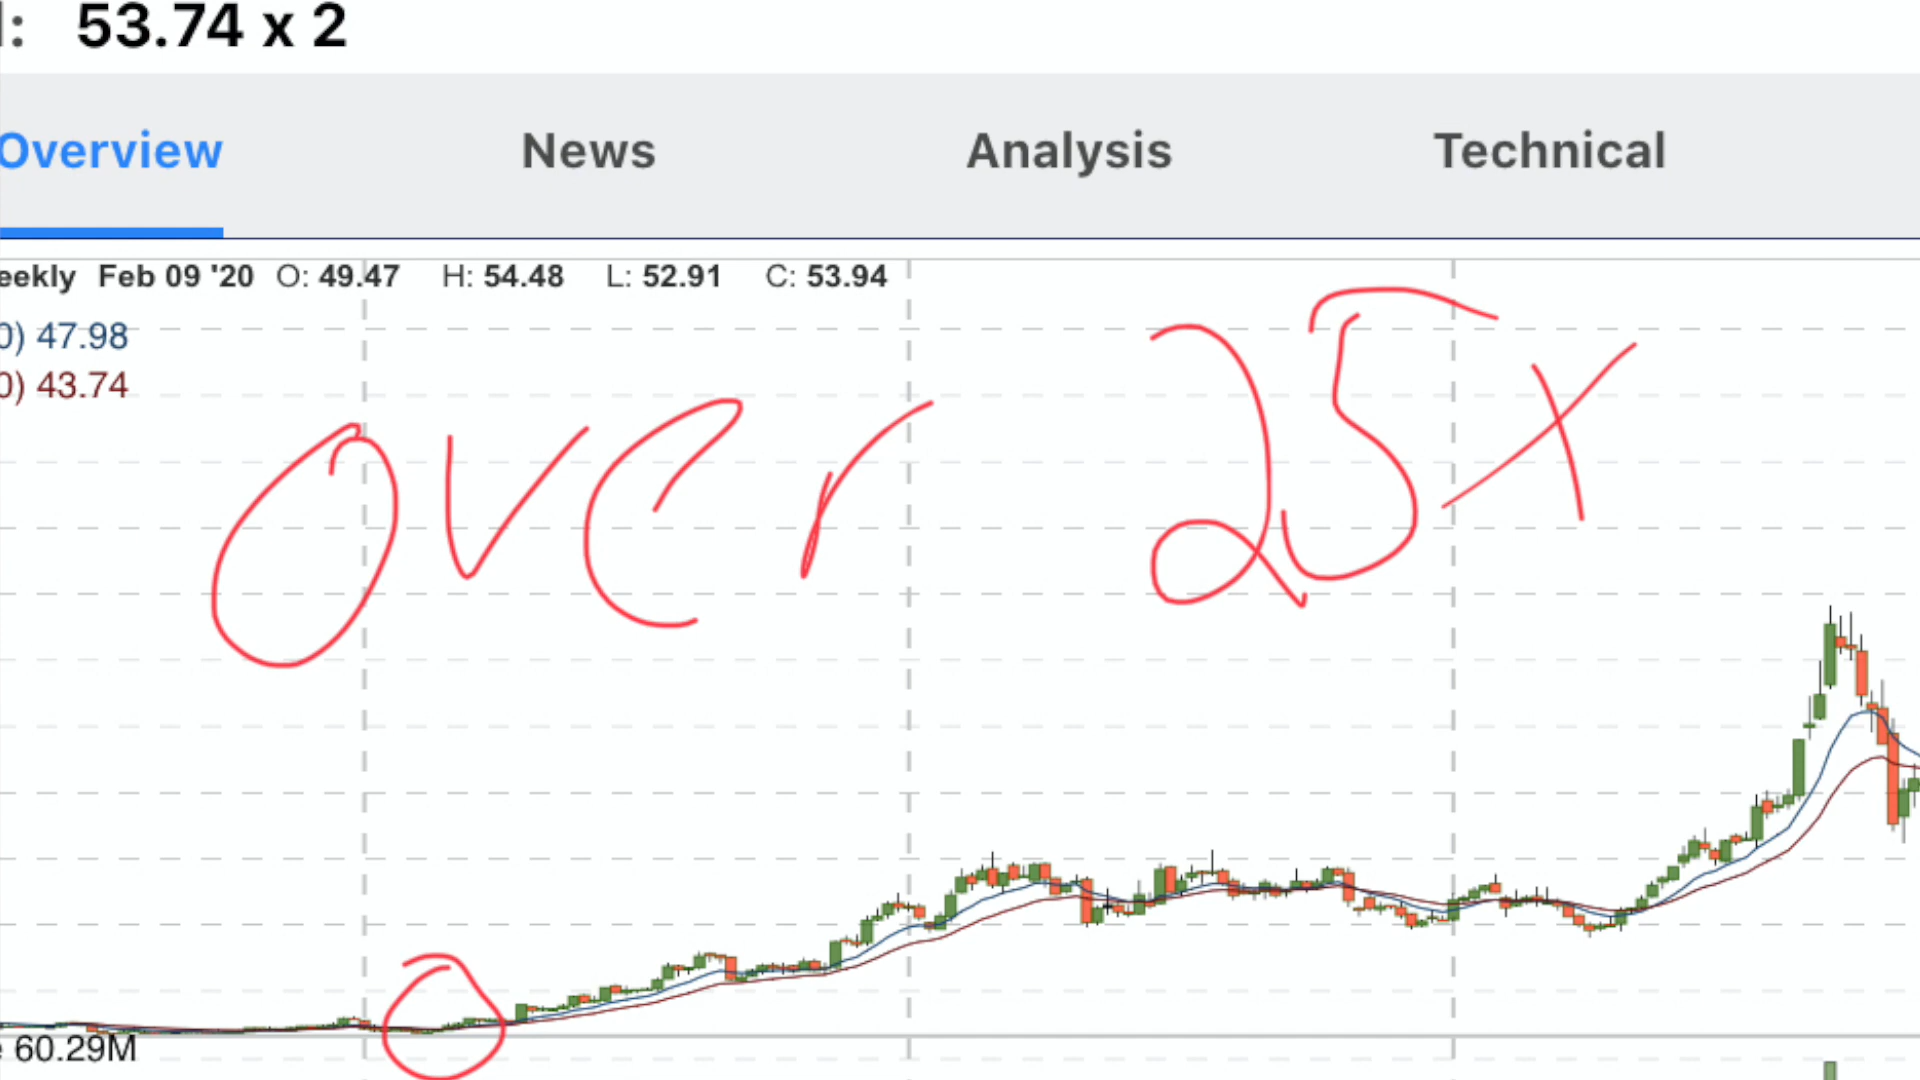 : 53.74 x 2
Overview News Analysis Technical
eekly Feb 09 '20 O: 49.47 H: 54.48 L: 52.91 C: 53.94
0) 47.98
0) 43.74
over 25x
60.29M